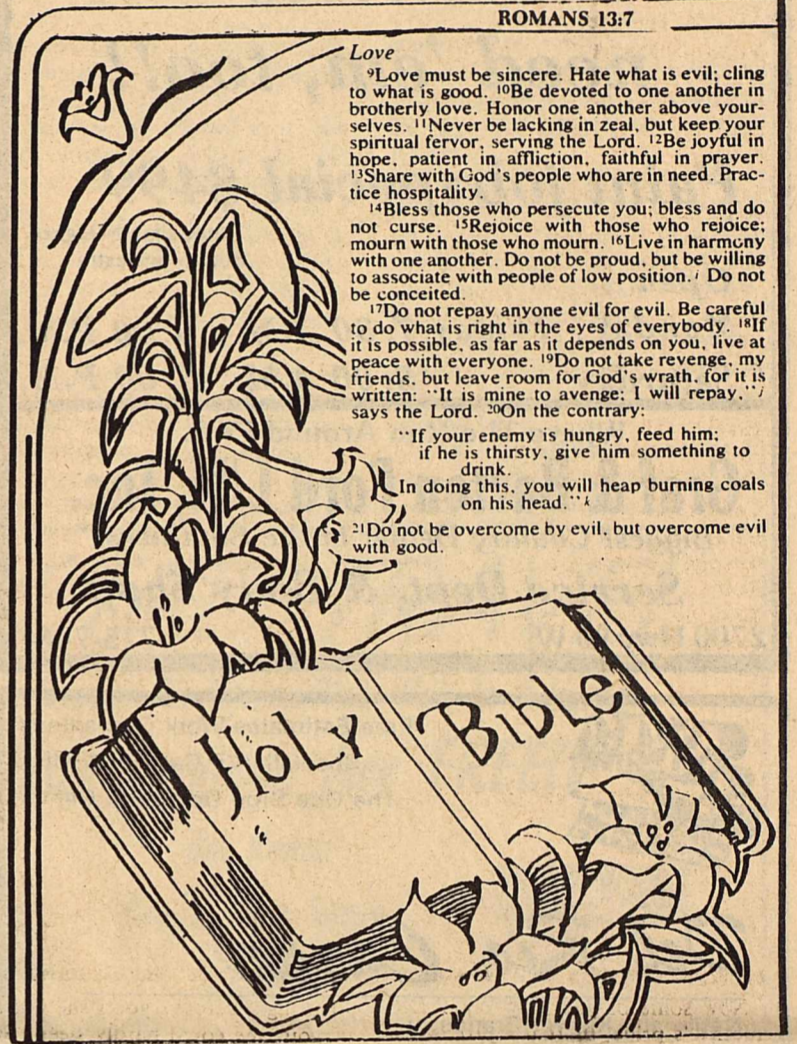 ROMANS 13:7
Love
⁹Love must be sincere. Hate what is evil; cling
to what is good. ¹⁰Be devoted to one another in
brotherly love. Honor one another above your-
selves. ¹¹Never be lacking in zeal, but keep your
spiritual fervor, serving the Lord. ¹²Be joyful in
hope, patient in affliction, faithful in prayer.
¹³Share with God's people who are in need. Prac-
tice hospitality.
¹⁴Bless those who persecute you; bless and do
not curse. ¹⁵Rejoice with those who rejoice;
mourn with those who mourn. ¹⁶Live in harmony
with one another. Do not be proud, but be willing
to associate with people of low position.ⁱ Do not
be conceited.
¹⁷Do not repay anyone evil for evil. Be careful
to do what is right in the eyes of everybody. ¹⁸If
it is possible, as far as it depends on you, live at
peace with everyone. ¹⁹Do not take revenge, my
friends, but leave room for God's wrath, for it is
written: "It is mine to avenge; I will repay,"ʲ
says the Lord. ²⁰On the contrary:
"If your enemy is hungry, feed him;
if he is thirsty, give him something to
drink.
In doing this, you will heap burning coals
on his head."ᵏ
²¹Do not be overcome by evil, but overcome evil
with good.
HOLY BIBLE